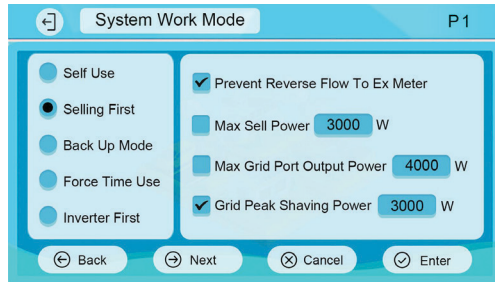 System Work Mode P1
Self Use
Selling First
Back Up Mode
Force Time Use
Inverter First
Prevent Reverse Flow To Ex Meter
Max Sell Power 3000 W
Max Grid Port Output Power 4000 W
Grid Peak Shaving Power 3000 W
Back Next Cancel Enter